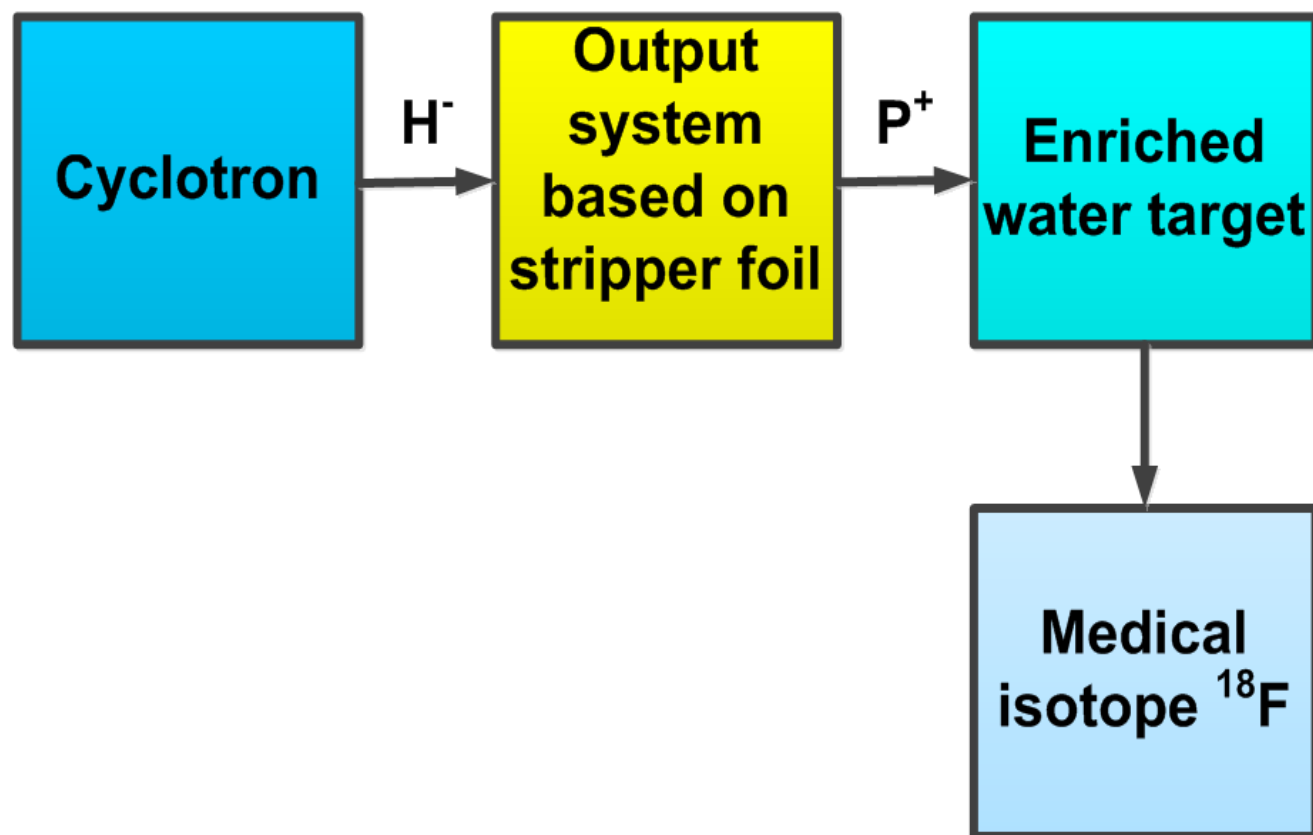 Cyclotron
H⁻
Output
system
based on
stripper foil
P⁺
Enriched
water target
Medical
isotope ¹⁸F